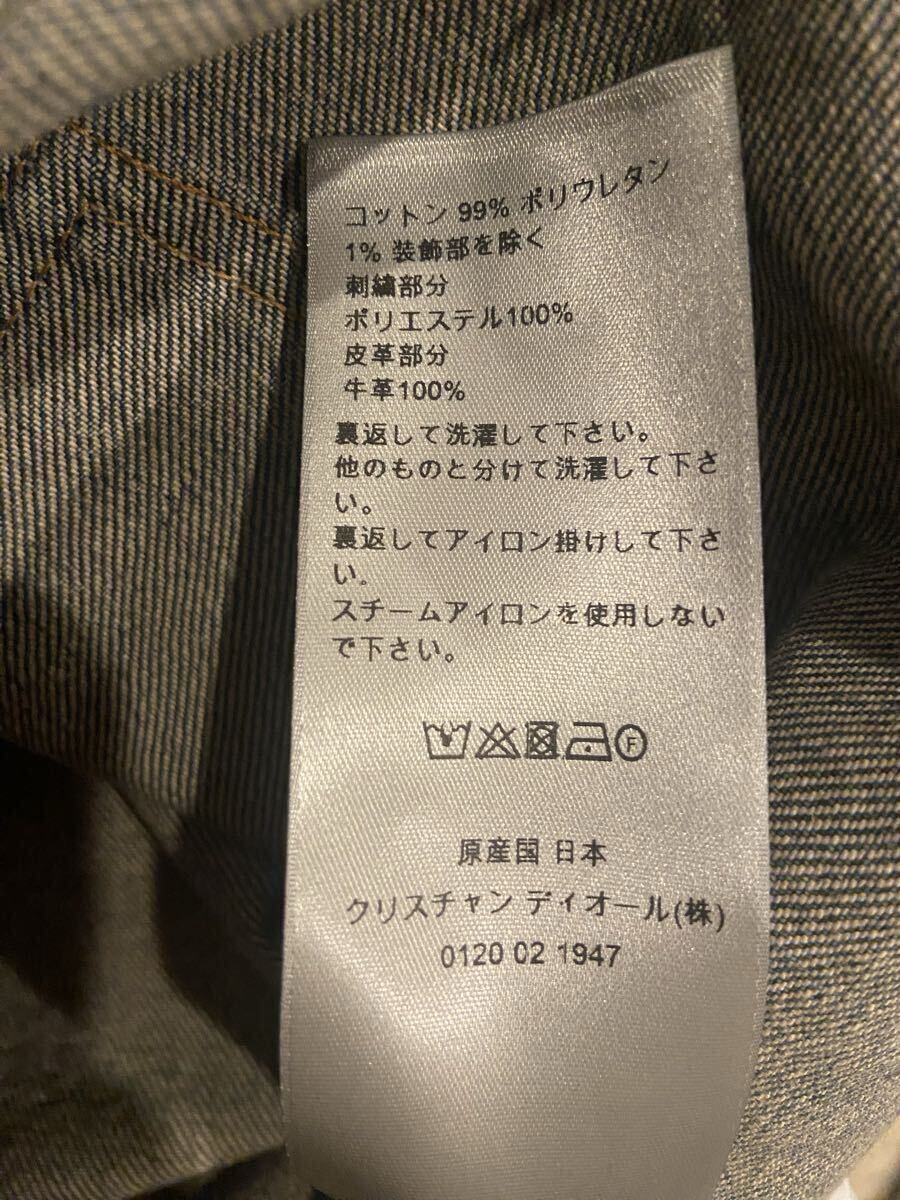 コットン 99% ポリウレタン
1% 装飾部を除く
刺繍部分
ポリエステル100%
皮革部分
牛革100%
裏返して洗濯して下さい。
他のものと分けて洗濯して下さ
い。
裏返してアイロン掛けして下さ
い。
スチームアイロンを使用しない
で下さい。
F
原産国 日本
クリスチャン ディオール(株)
0120 02 1947